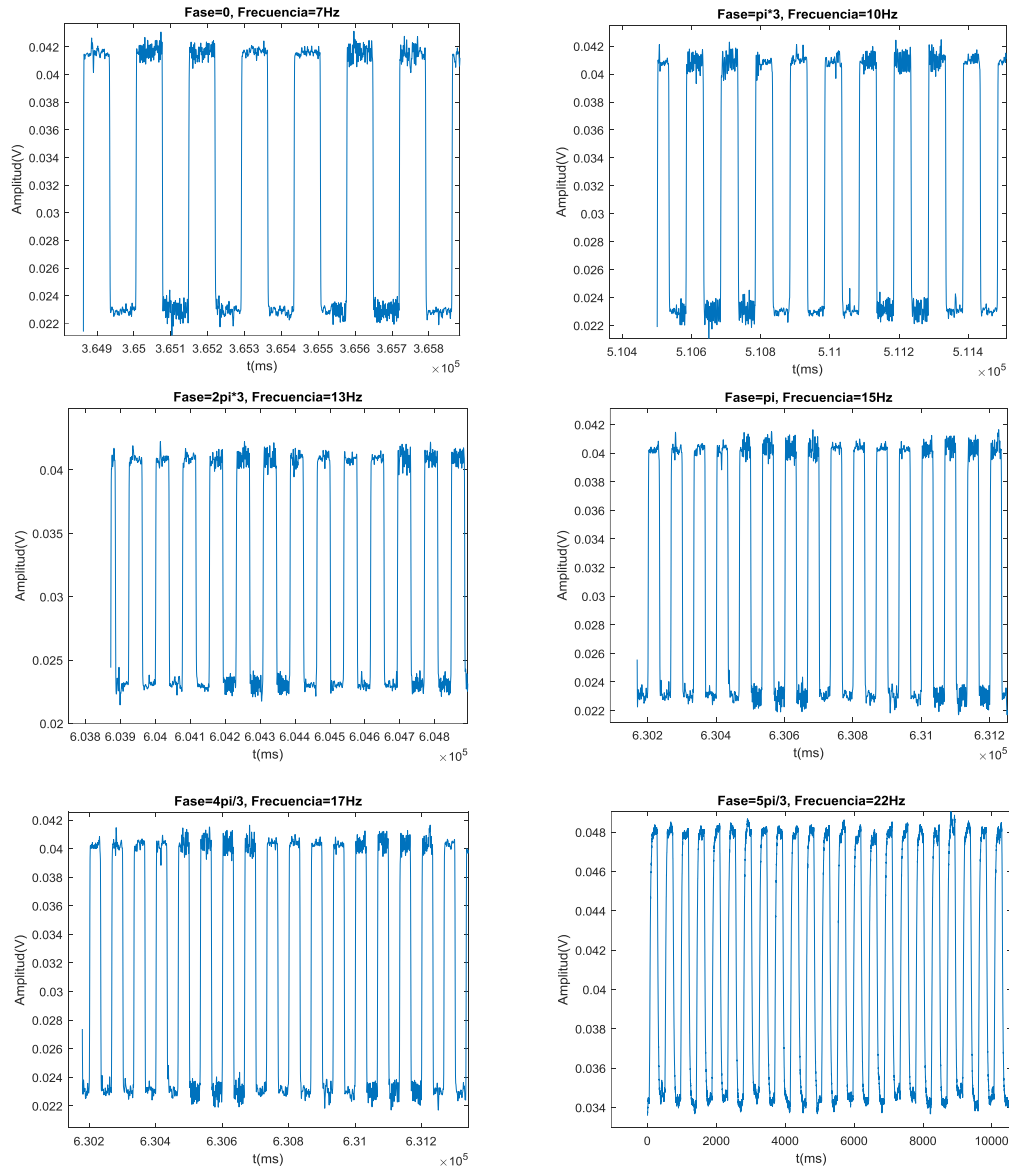 Fase=0, Frecuencia=7Hz
0.042
0.04
0.038
0.036
0.034
0.032
0.03
0.028
0.026
0.024
0.022
Amplitud(V)
3.649 3.65 3.651 3.652 3.653 3.654 3.655 3.656 3.657 3.658
t(ms)
×10⁵
Fase=pi*3, Frecuencia=10Hz
0.042
0.04
0.038
0.036
0.034
0.032
0.03
0.028
0.026
0.024
0.022
Amplitud(V)
5.104 5.106 5.108 5.11 5.112 5.114
t(ms)
×10⁵
Fase=2pi*3, Frecuencia=13Hz
0.04
0.035
0.03
0.025
0.02
Amplitud(V)
6.038 6.039 6.04 6.041 6.042 6.043 6.044 6.045 6.046 6.047 6.048
t(ms)
×10⁵
Fase=pi, Frecuencia=15Hz
0.042
0.04
0.038
0.036
0.034
0.032
0.03
0.028
0.026
0.024
0.022
Amplitud(V)
6.302 6.304 6.306 6.308 6.31 6.312
t(ms)
×10⁵
Fase=4pi/3, Frecuencia=17Hz
0.042
0.04
0.038
0.036
0.034
0.032
0.03
0.028
0.026
0.024
0.022
Amplitud(V)
6.302 6.304 6.306 6.308 6.310 6.312
t(ms)
×10⁵
Fase=5pi/3, Frecuencia=22Hz
0.048
0.046
0.044
0.042
0.04
0.038
0.036
0.034
Amplitud(V)
0 2000 4000 6000 8000 10000
t(ms)